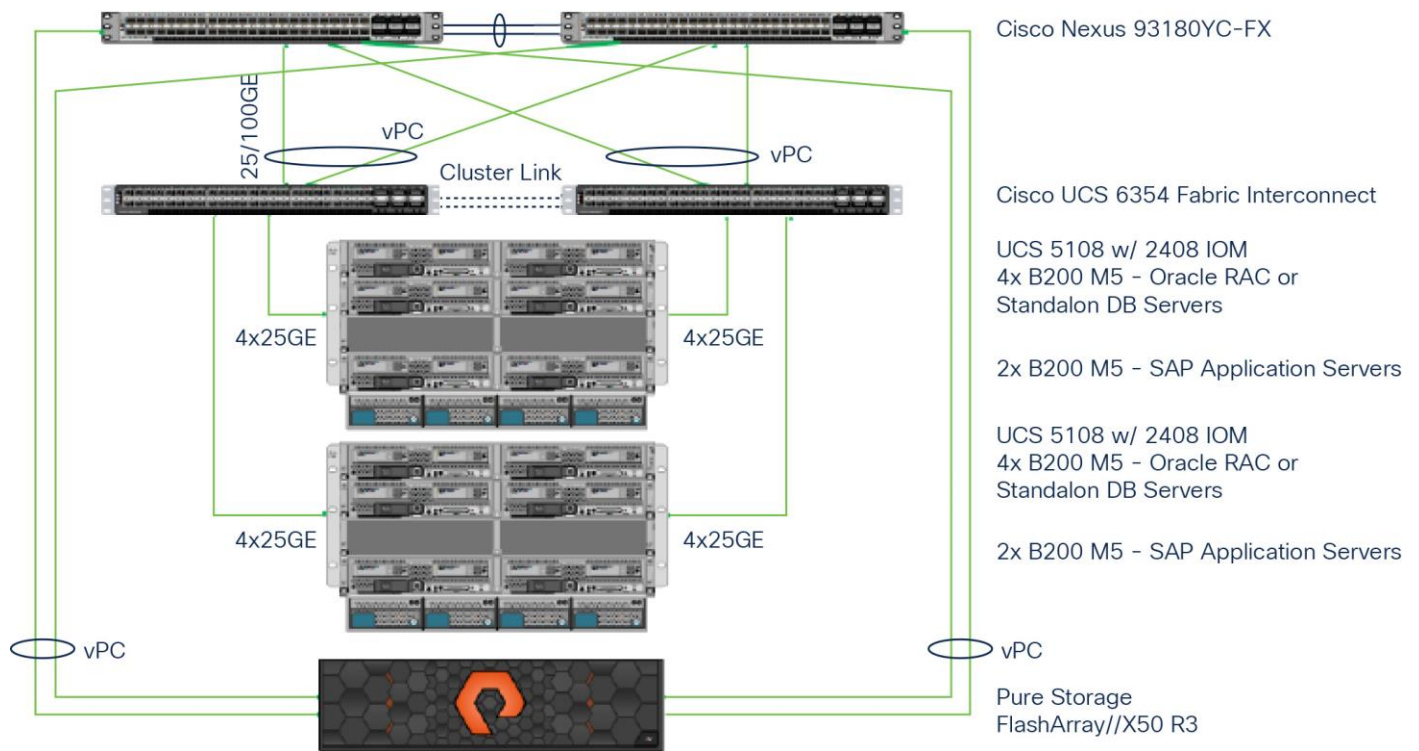 Cisco Nexus 93180YC-FX
25/100GE
vPC
vPC
Cluster Link
Cisco UCS 6354 Fabric Interconnect
UCS 5108 w/ 2408 IOM
4x B200 M5 - Oracle RAC or
Standalon DB Servers
4x25GE
4x25GE
2x B200 M5 - SAP Application Servers
UCS 5108 w/ 2408 IOM
4x B200 M5 - Oracle RAC or
Standalon DB Servers
4x25GE
4x25GE
2x B200 M5 - SAP Application Servers
vPC
vPC
Pure Storage
FlashArray//X50 R3